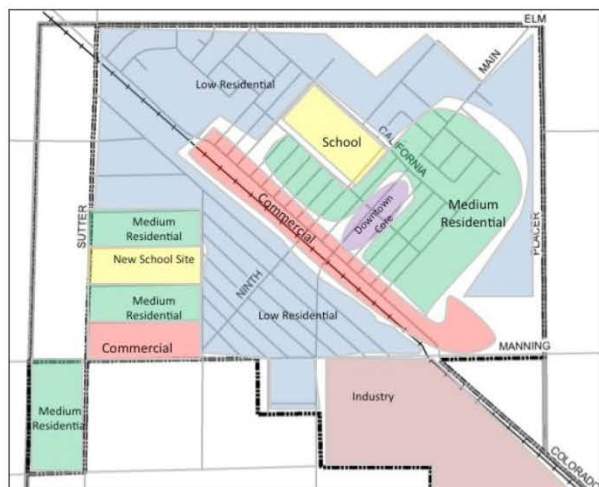 ELM
MAIN
Low Residential
School
CALIFORNIA
Medium
Residential
Commercial
Downtown
Core
PLACER
SUTTER
Medium
Residential
New School Site
NINTH
Medium
Residential
Low Residential
Commercial
MANNING
Medium
Residential
Industry
COLORADO